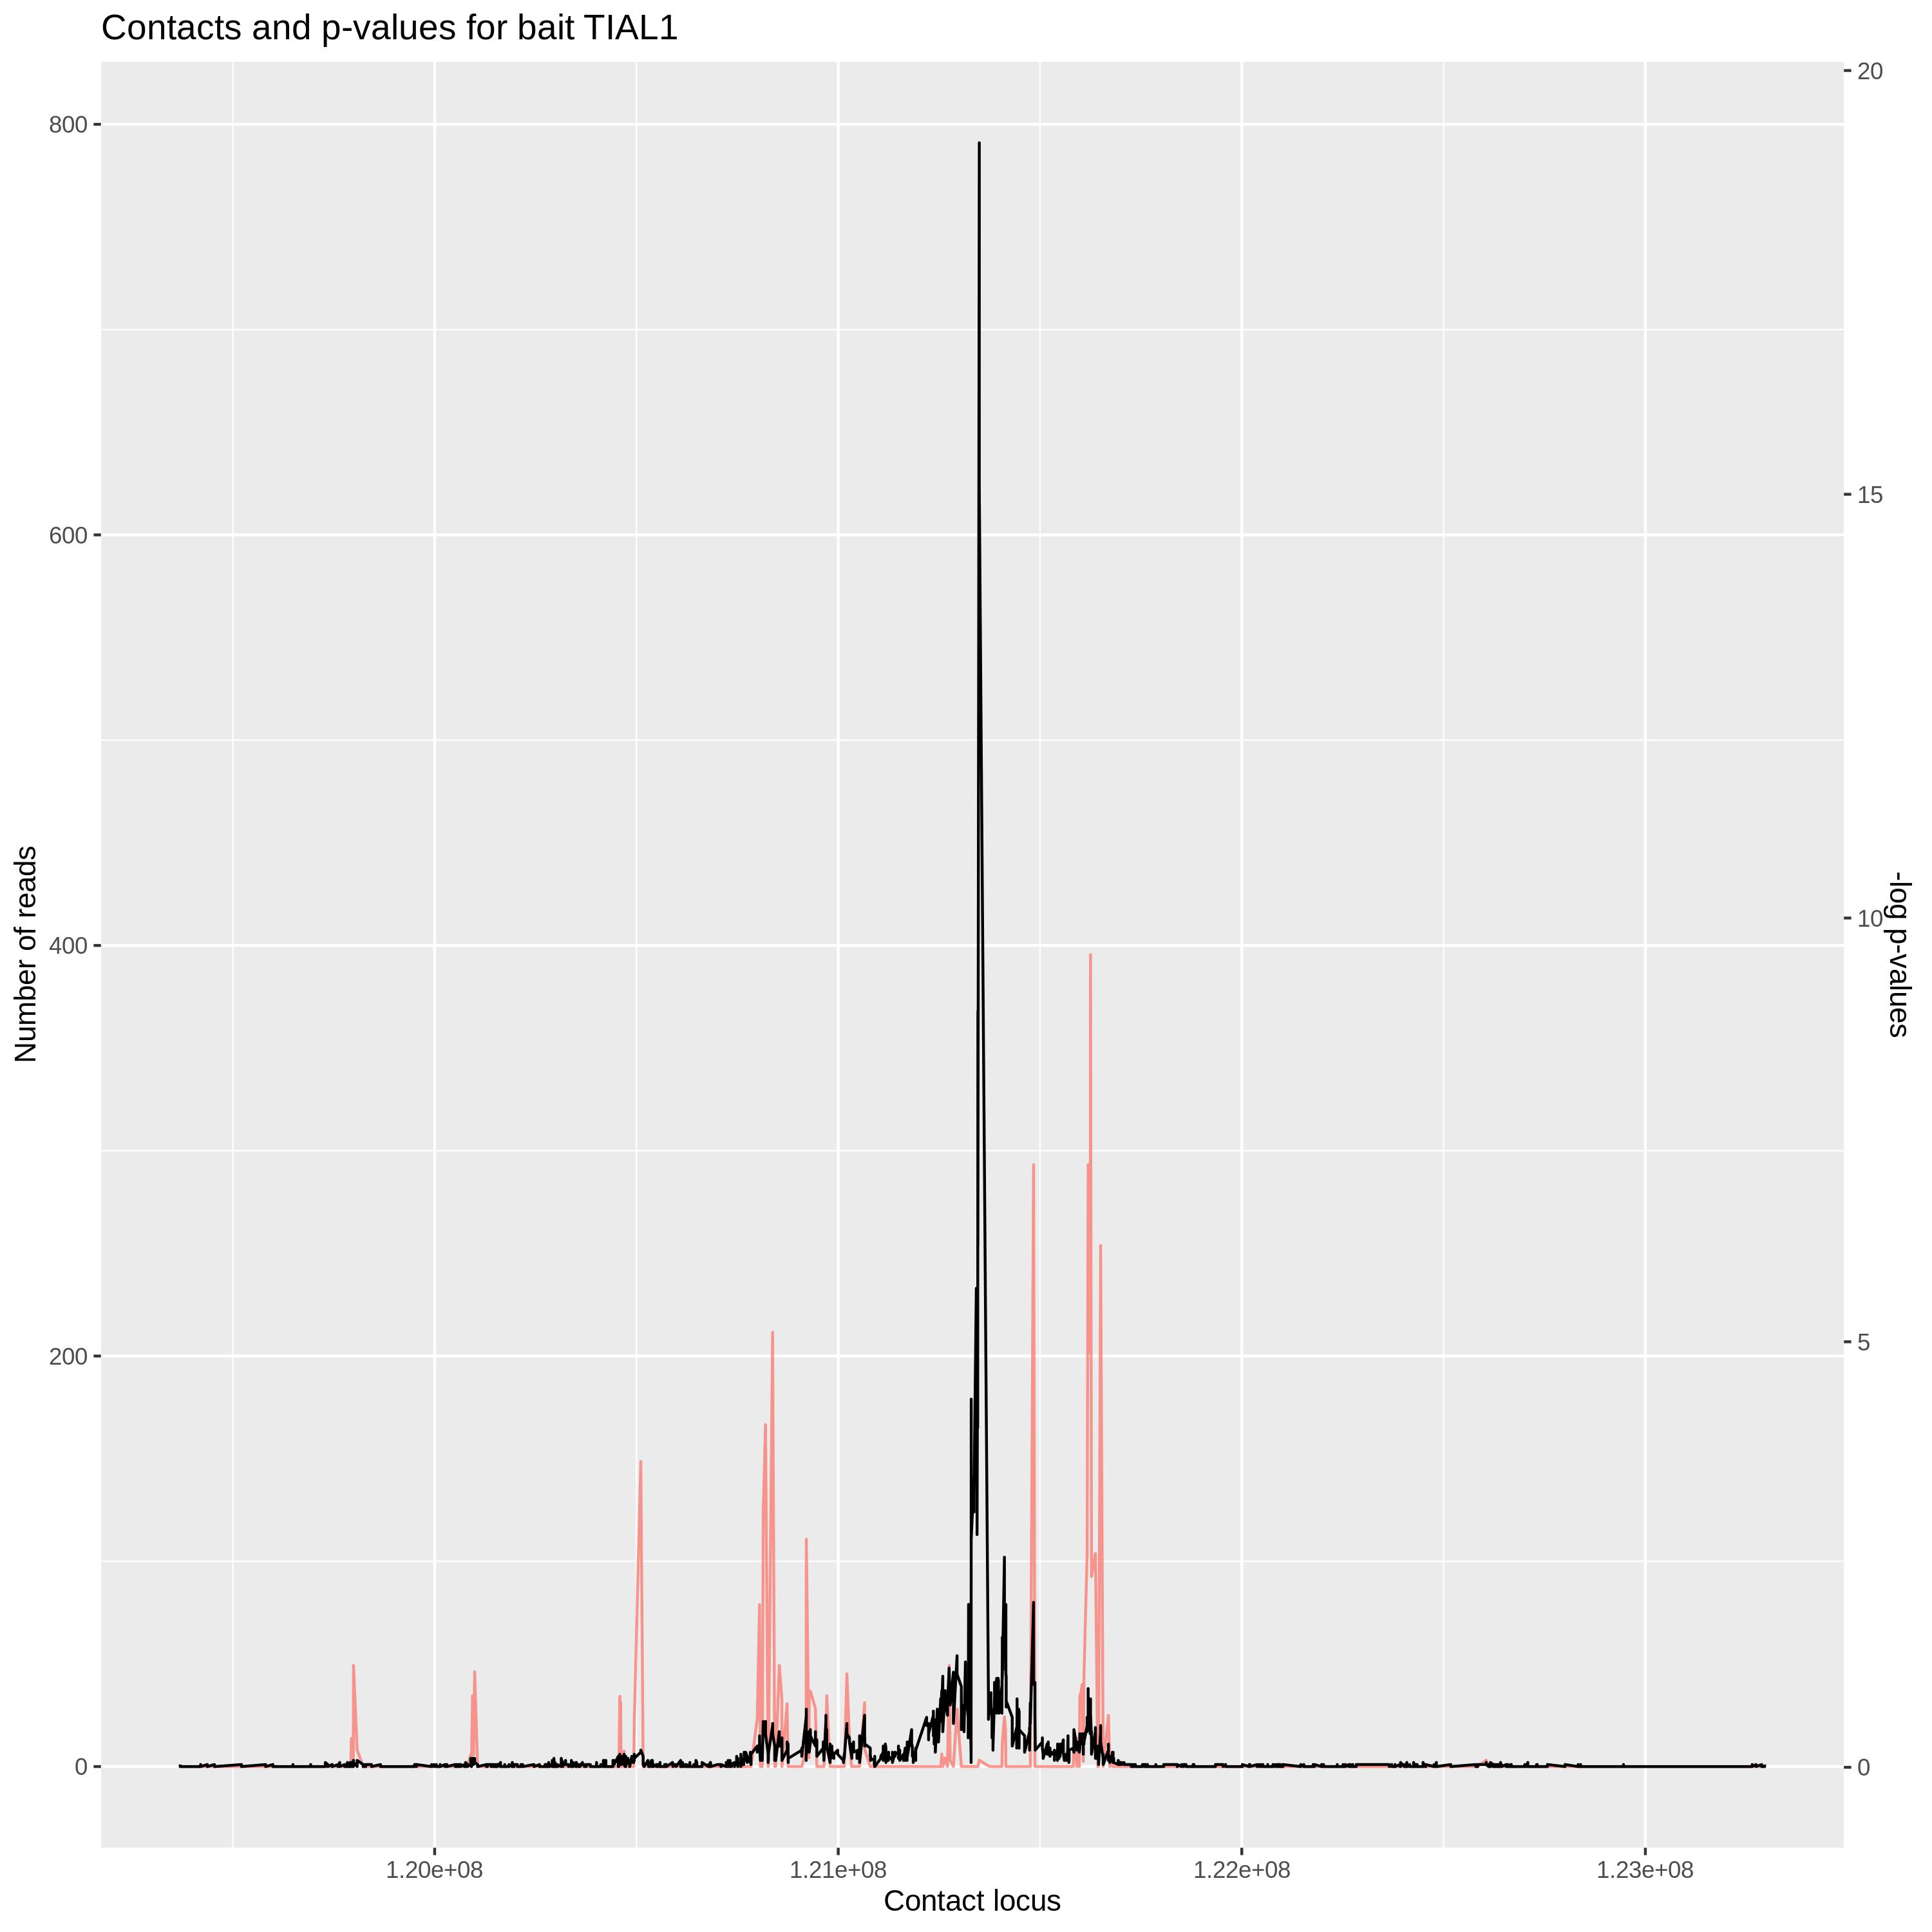 Contacts and p-values for bait TIAL1
800
600
400
200
0
Number of reads
20
15
10
5
0
-log p-values
1.20e+08
1.21e+08
1.22e+08
1.23e+08
Contact locus